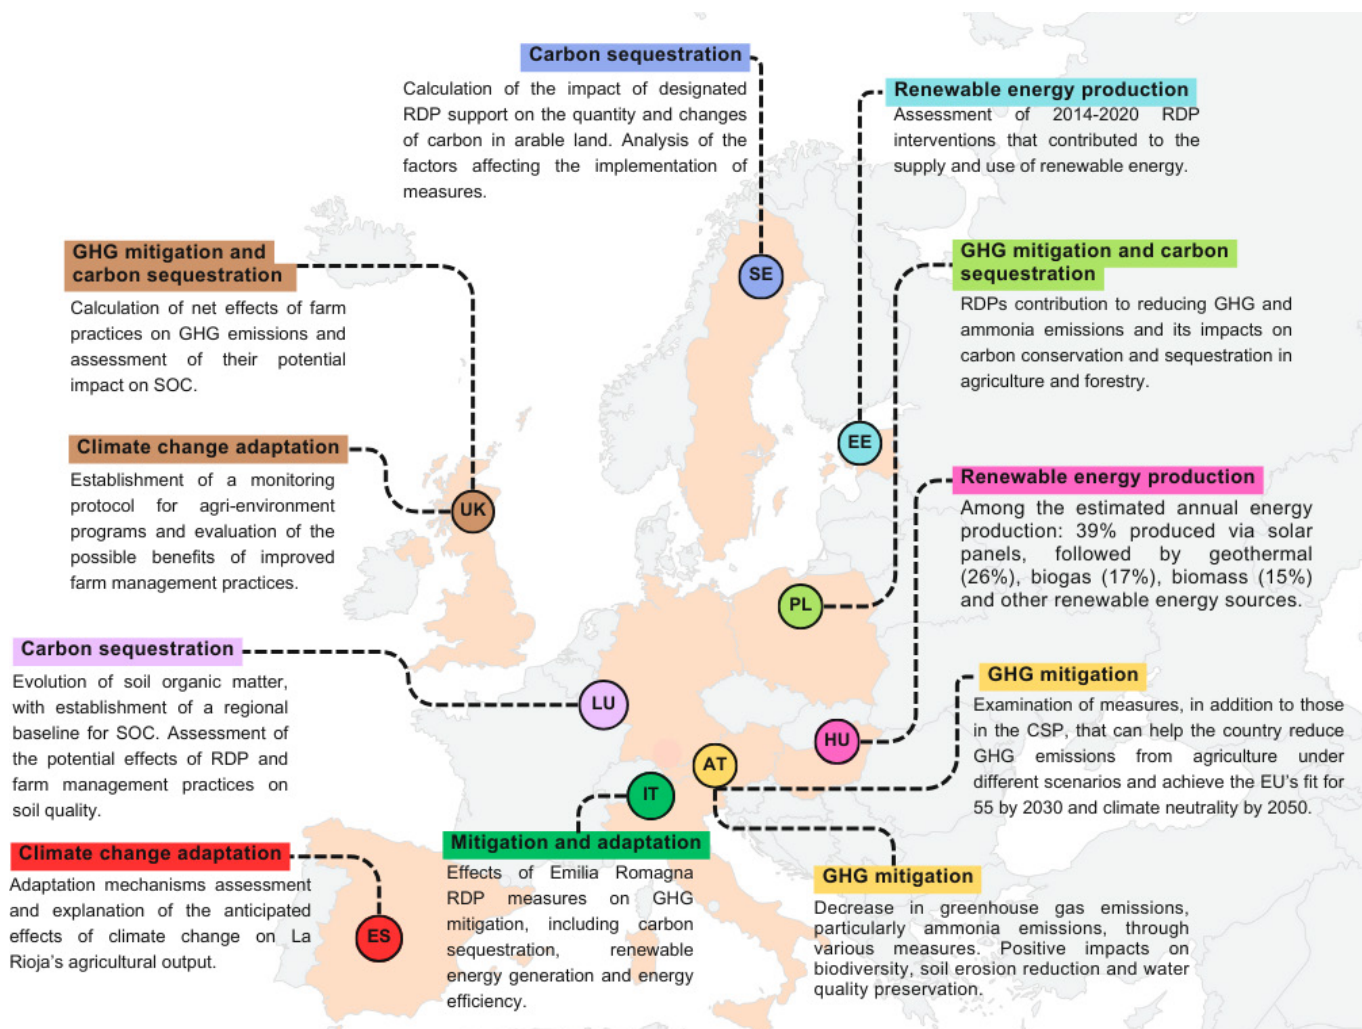 Carbon sequestration
Calculation of the impact of designated
RDP support on the quantity and changes
of carbon in arable land. Analysis of the
factors affecting the implementation of
measures.
Renewable energy production
Assessment of 2014-2020 RDP
interventions that contributed to the
supply and use of renewable energy.
GHG mitigation and
carbon sequestration
Calculation of net effects of farm
practices on GHG emissions and
assessment of their potential
impact on SOC.
SE
GHG mitigation and carbon
sequestration
RDPs contribution to reducing GHG and
ammonia emissions and its impacts on
carbon conservation and sequestration in
agriculture and forestry.
Climate change adaptation
Establishment of a monitoring
protocol for agri-environment
programs and evaluation of the
possible benefits of improved
farm management practices.
UK
EE
Renewable energy production
Among the estimated annual energy
production: 39% produced via solar
panels, followed by geothermal
(26%), biogas (17%), biomass (15%)
and other renewable energy sources.
PL
Carbon sequestration
Evolution of soil organic matter,
with establishment of a regional
baseline for SOC. Assessment of
the potential effects of RDP and
farm management practices on
soil quality.
LU
HU
AT
IT
GHG mitigation
Examination of measures, in addition to those
in the CSP, that can help the country reduce
GHG emissions from agriculture under
different scenarios and achieve the EU's fit for
55 by 2030 and climate neutrality by 2050.
Climate change adaptation
Adaptation mechanisms assessment
and explanation of the anticipated
effects of climate change on La
Rioja's agricultural output.
ES
Mitigation and adaptation
Effects of Emilia Romagna
RDP measures on GHG
mitigation, including carbon
sequestration, renewable
energy generation and energy
efficiency.
GHG mitigation
Decrease in greenhouse gas emissions,
particularly ammonia emissions, through
various measures. Positive impacts on
biodiversity, soil erosion reduction and water
quality preservation.